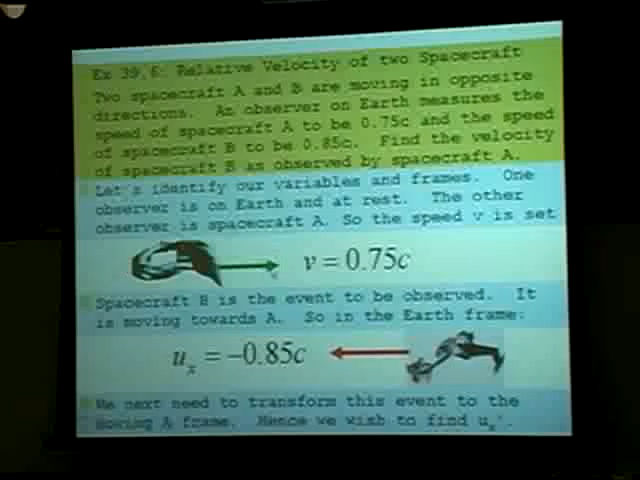 Ex 39.6: Relative Velocity of two Spacecraft
Two spacecraft A and B are moving in opposite
directions. An observer on Earth measures the
speed of spacecraft A to be 0.75c and the speed
of spacecraft B to be 0.85c. Find the velocity
of spacecraft B as observed by spacecraft A.
Let's identify our variables and frames. One
observer is on Earth and at rest. The other
observer is spacecraft A. So the speed v is set
v = 0.75c
Spacecraft B is the event to be observed. It
is moving towards A. So in the Earth frame:
uₓ = −0.85c
We next need to transform this event to the
moving A frame. Hence we wish to find uₓ'.